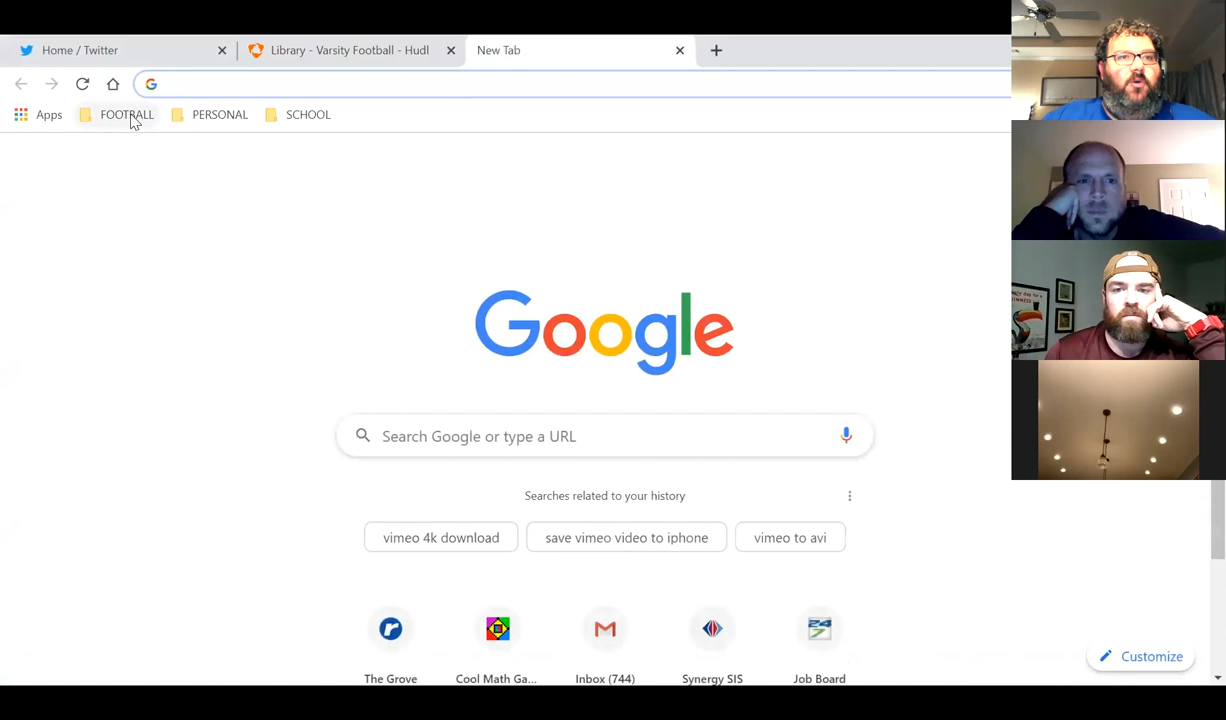 Home / Twitter
Library - Varsity Football - Hudl
New Tab
Apps
FOOTBALL
PERSONAL
SCHOOL
Google
Search Google or type a URL
Searches related to your history
vimeo 4k download
save vimeo video to iphone
vimeo to avi
The Grove
Cool Math Ga...
Inbox (744)
Synergy SIS
24
7
Job Board
Customize